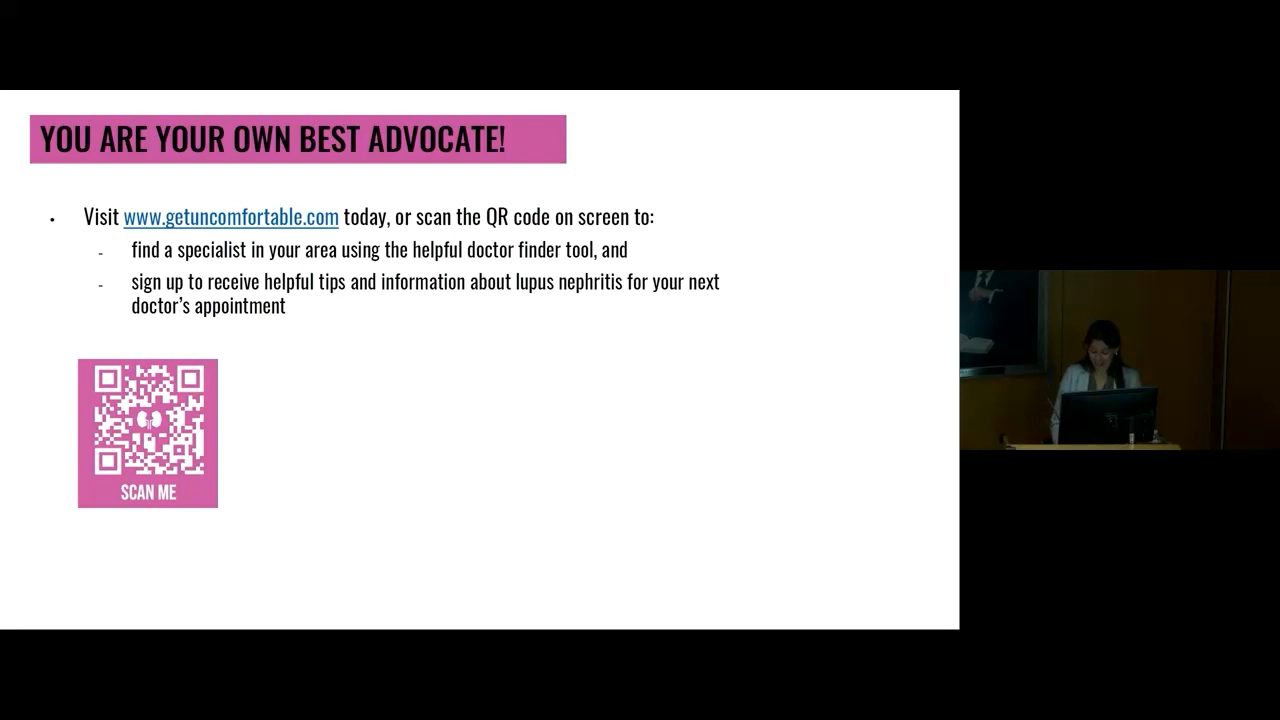 YOU ARE YOUR OWN BEST ADVOCATE!
• Visit www.getuncomfortable.com today, or scan the QR code on screen to:
- find a specialist in your area using the helpful doctor finder tool, and
- sign up to receive helpful tips and information about lupus nephritis for your next
doctor’s appointment
SCAN ME